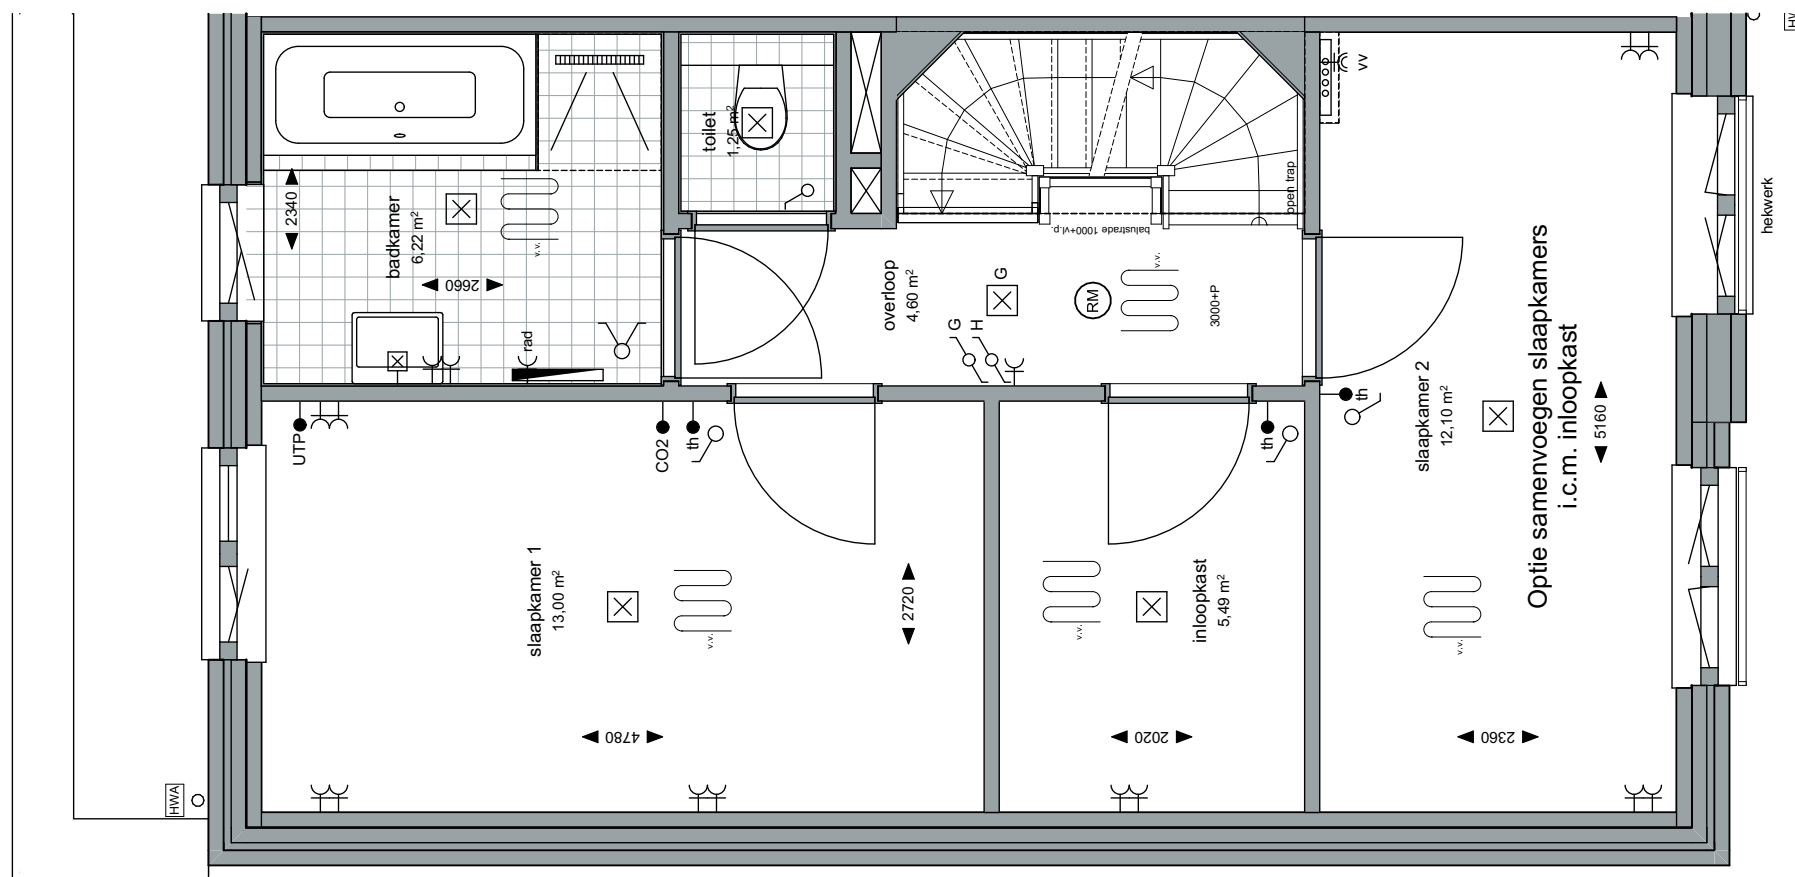 HWA
2340
badkamer
6,22 m²
2660
v.v.
rad
toilet
1,25 m²
overloop
4,60 m²
G
H
G
RM
v.v.
3000+P
balustrade 1000+vl.p.
open trap
VV
hekwerk
UTP
CO2
th
slaapkamer 1
13,00 m²
v.v.
2720
4780
th
inloopkast
5,49 m²
v.v.
2020
th
slaapkamer 2
12,10 m²
Optie samenvoegen slaapkamers
i.c.m. inloopkast
5160
v.v.
2360